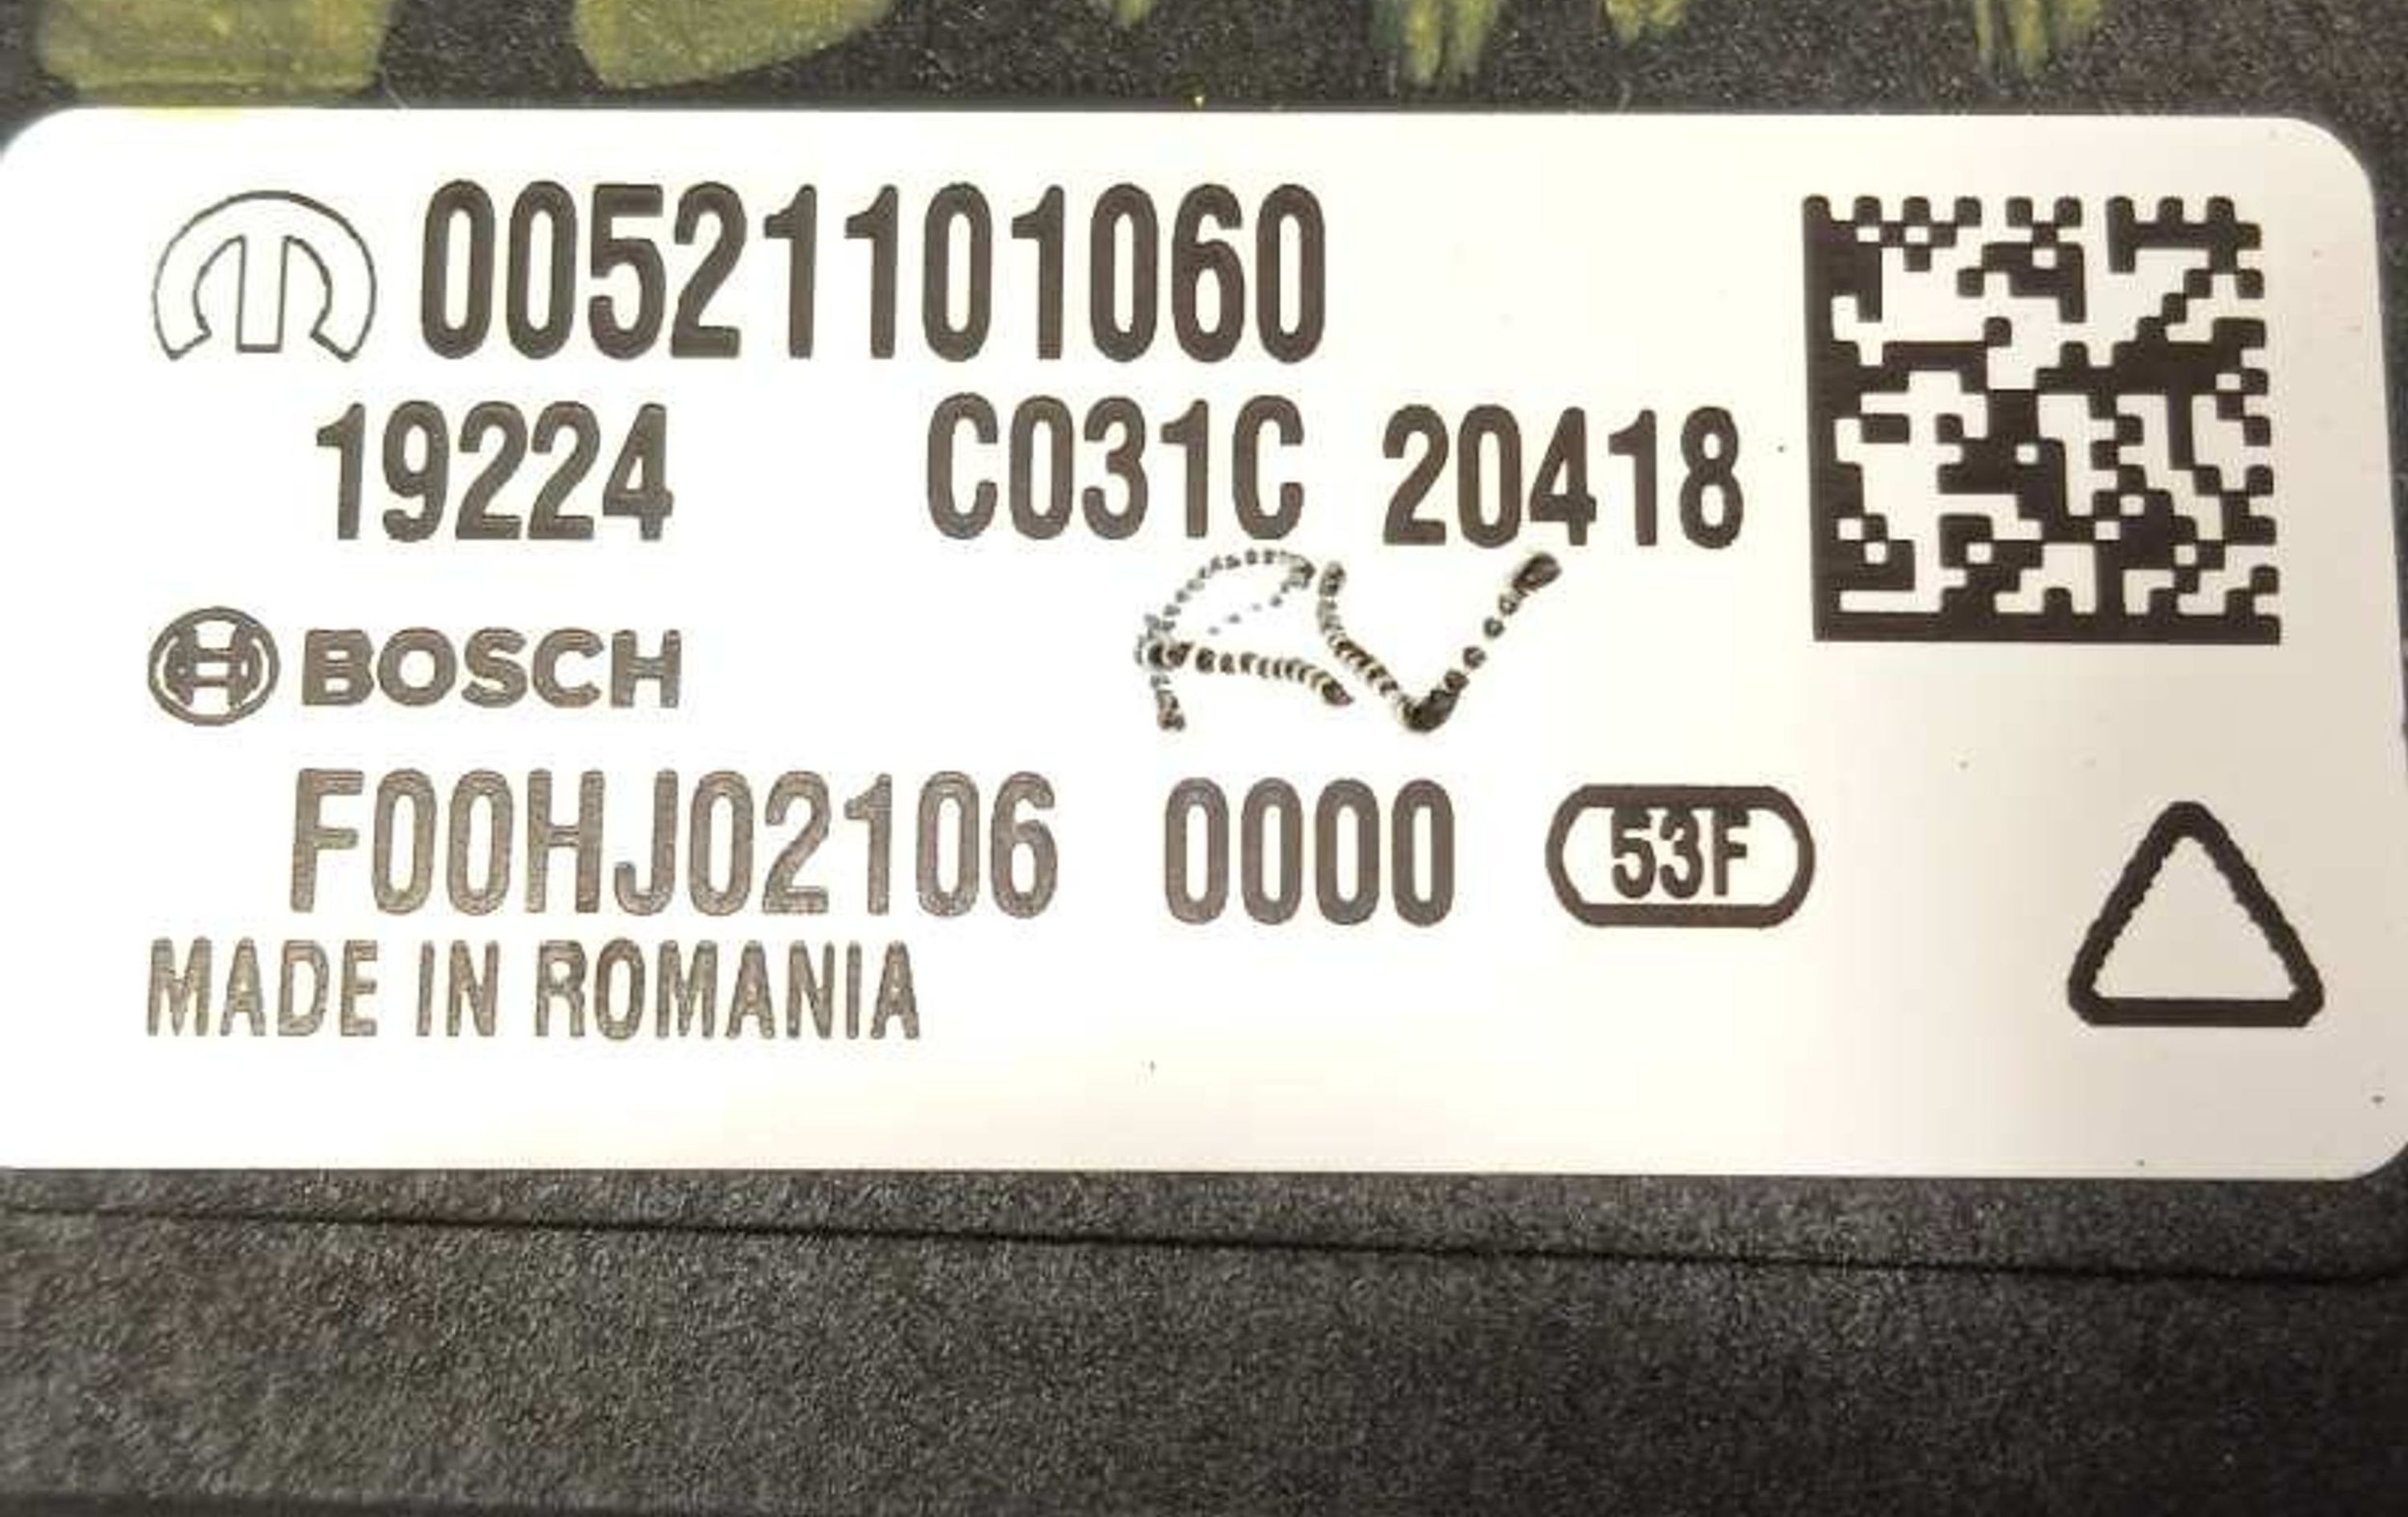 00521101060
19224 C031C 20418
BOSCH
F00HJ02106 0000 53F
MADE IN ROMANIA